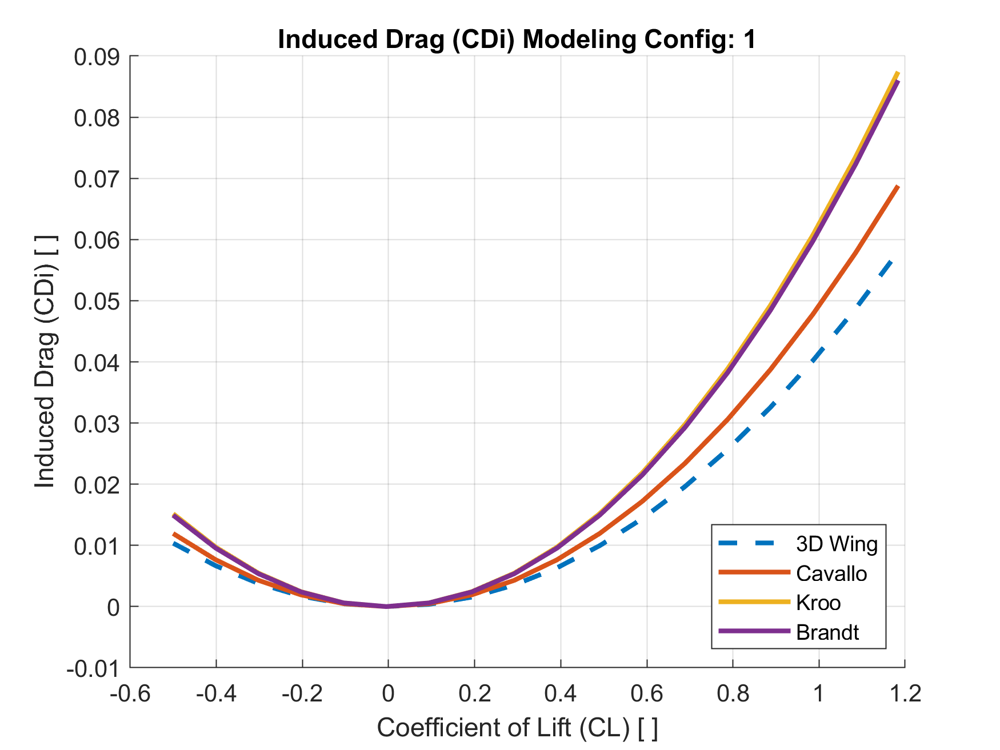 Induced Drag (CDi) Modeling Config: 1
0.09
0.08
0.07
0.06
0.05
0.04
0.03
0.02
0.01
0
-0.01
Induced Drag (CDi) [ ]
-0.6 -0.4 -0.2 0 0.2 0.4 0.6 0.8 1 1.2
Coefficient of Lift (CL) [ ]
3D Wing
Cavallo
Kroo
Brandt